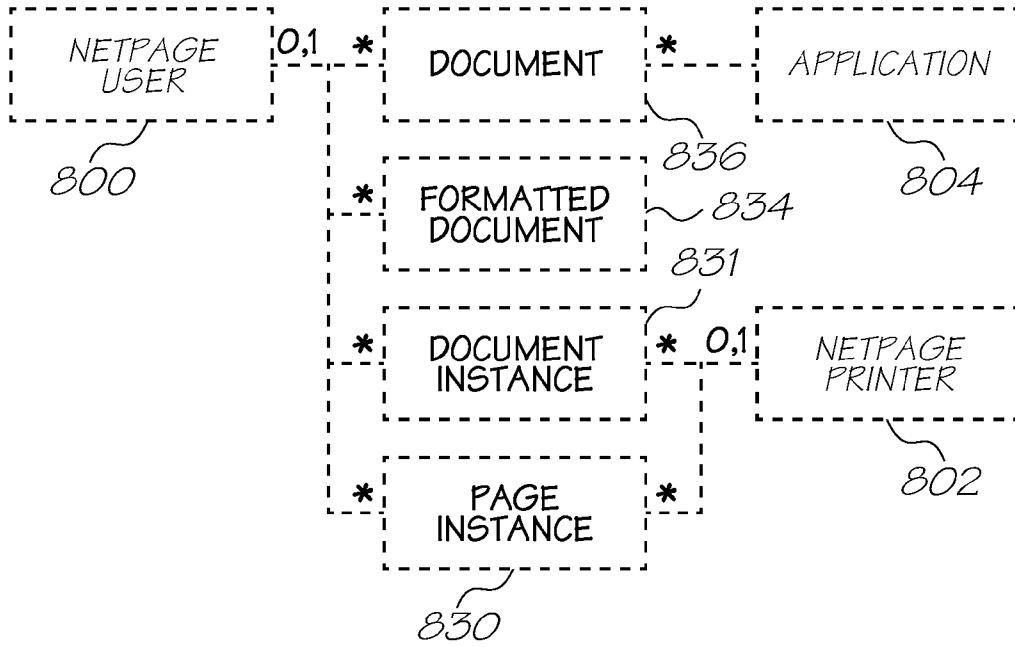 NETPAGE
USER
0,1
*
DOCUMENT
*
APPLICATION
800
836
804
*
FORMATTED
DOCUMENT
834
831
*
DOCUMENT
INSTANCE
*
0,1
NETPAGE
PRINTER
802
*
PAGE
INSTANCE
*
830